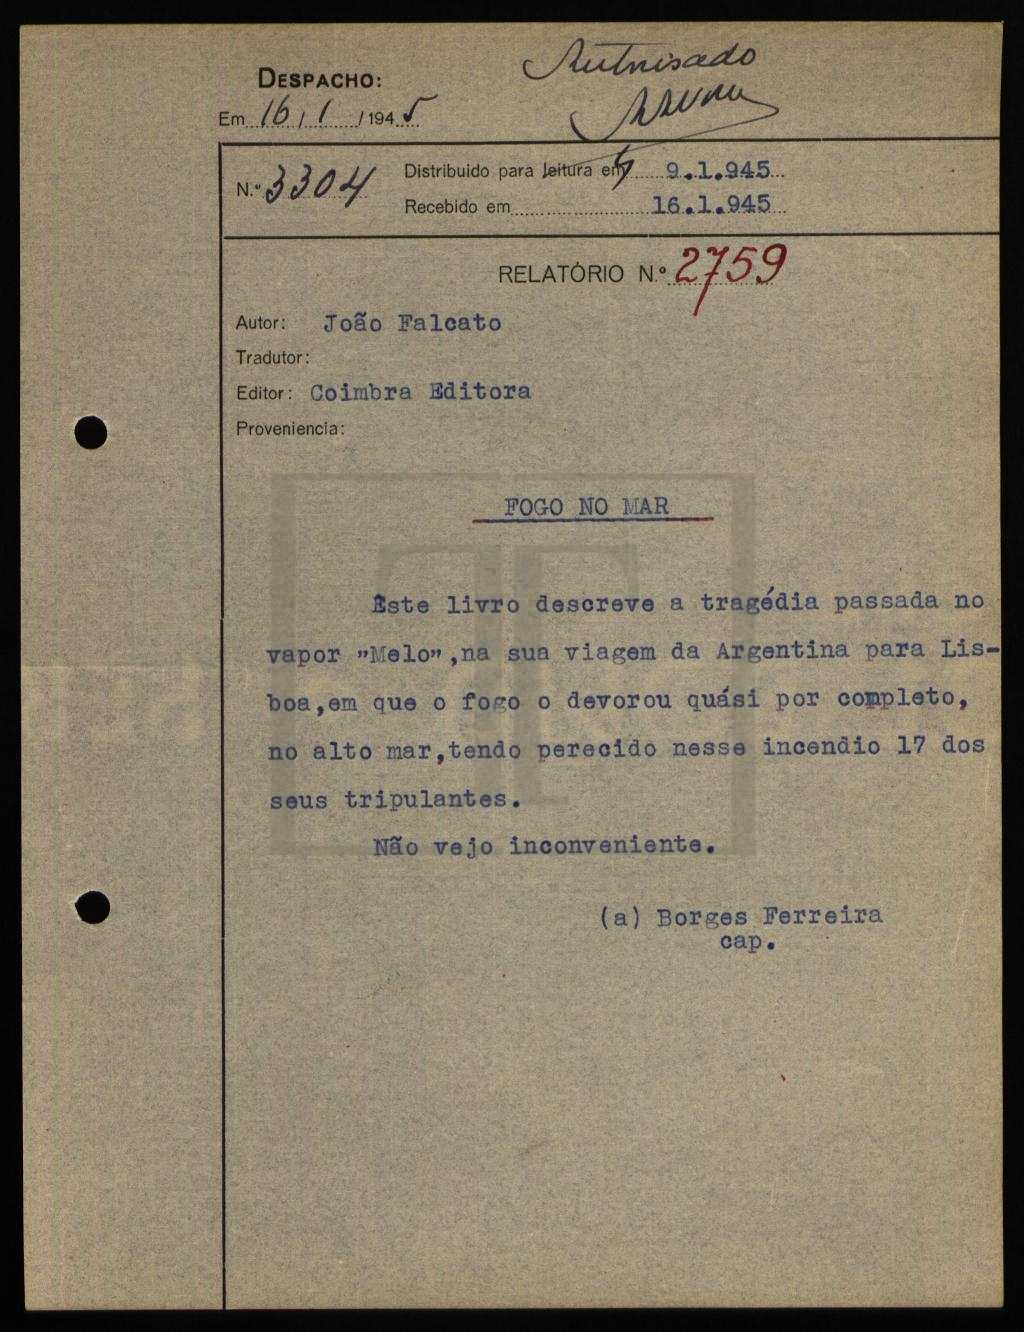 DESPACHO:
Autorisado
Em 16 / 1 / 1945
N.º 3304
Distribuido para leitura em 9.1.945
Recebido em 16.1.945
RELATÓRIO N.º 2759
Autor: João Falcato
Tradutor:
Editor: Coimbra Editora
Proveniencia:
FOGO NO MAR
Este livro descreve a tragédia passada no
vapor "Melo",na sua viagem da Argentina para Lis-
boa,em que o fogo o devorou quási por completo,
no alto mar,tendo perecido nesse incendio 17 dos
seus tripulantes.
Não vejo inconveniente.
(a) Borges Ferreira
cap.